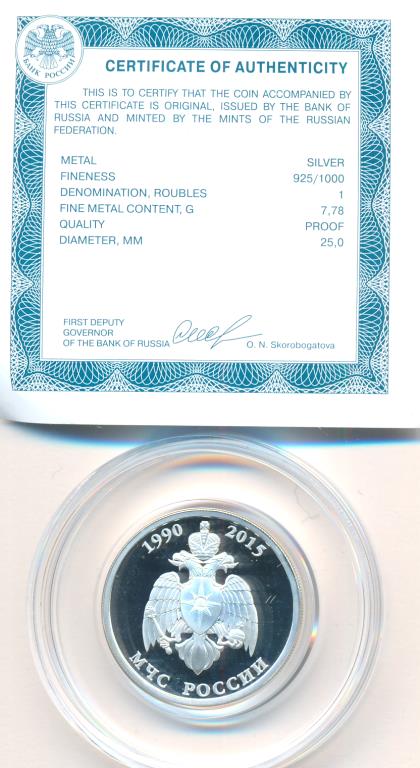 БАНК РОССИИ
CERTIFICATE OF AUTHENTICITY
THIS IS TO CERTIFY THAT THE COIN ACCOMPANIED BY
THIS CERTIFICATE IS ORIGINAL, ISSUED BY THE BANK OF
RUSSIA AND MINTED BY THE MINTS OF THE RUSSIAN
FEDERATION.
METAL SILVER
FINENESS 925/1000
DENOMINATION, ROUBLES 1
FINE METAL CONTENT, G 7,78
QUALITY PROOF
DIAMETER, MM 25,0
FIRST DEPUTY
GOVERNOR
OF THE BANK OF RUSSIA O. N. Skorobogatova
1990 2015
МЧС РОССИИ